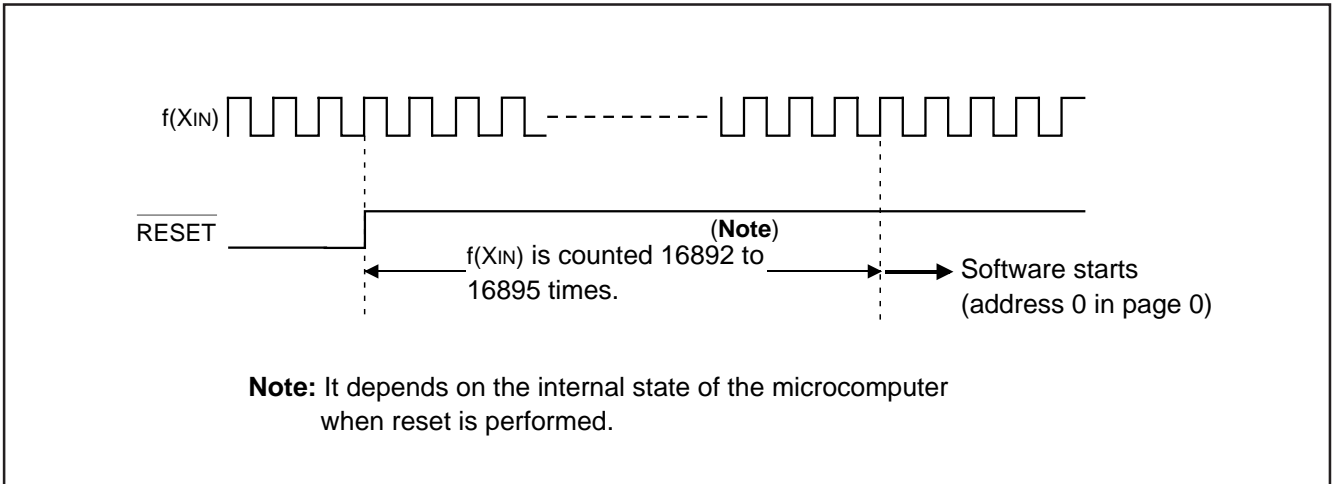 f(XIN)
RESET
(Note)
f(XIN) is counted 16892 to
16895 times.
Software starts
(address 0 in page 0)
Note: It depends on the internal state of the microcomputer
when reset is performed.